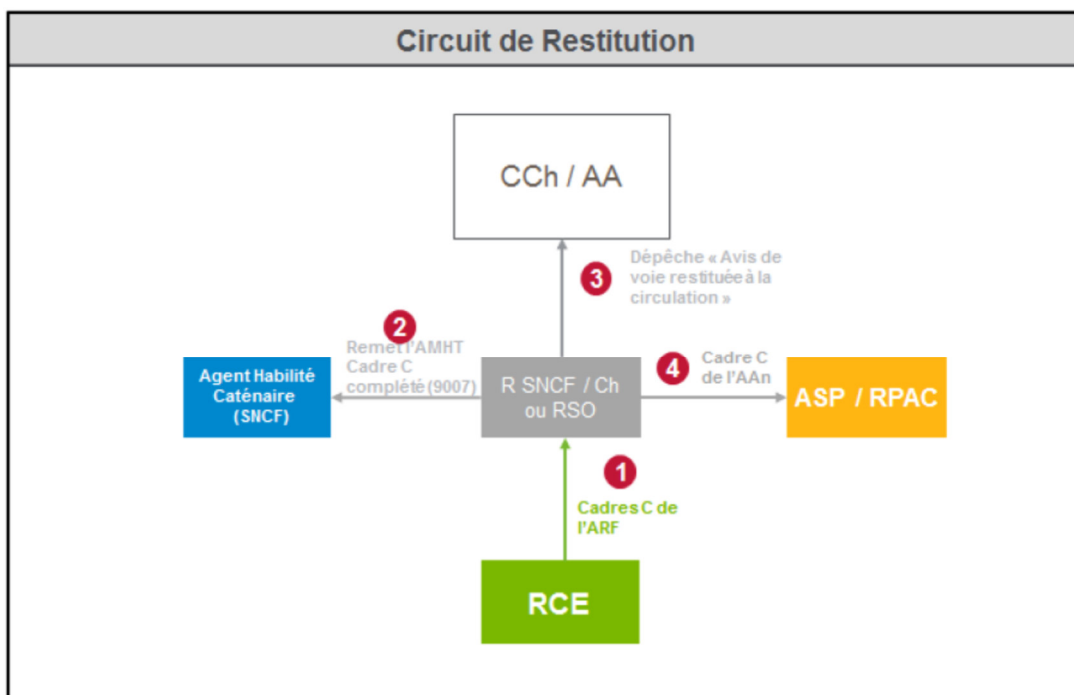 Circuit de Restitution
CCh / AA
3
Dépêche « Avis de
voie restituée à la
circulation »
2
Remet l'AMHT
Cadre C
complété (9007)
Agent Habilité
Caténaire
(SNCF)
R SNCF / Ch
ou RSO
4
Cadre C
de l'AAn
ASP / RPAC
1
Cadres C de
l'ARF
RCE